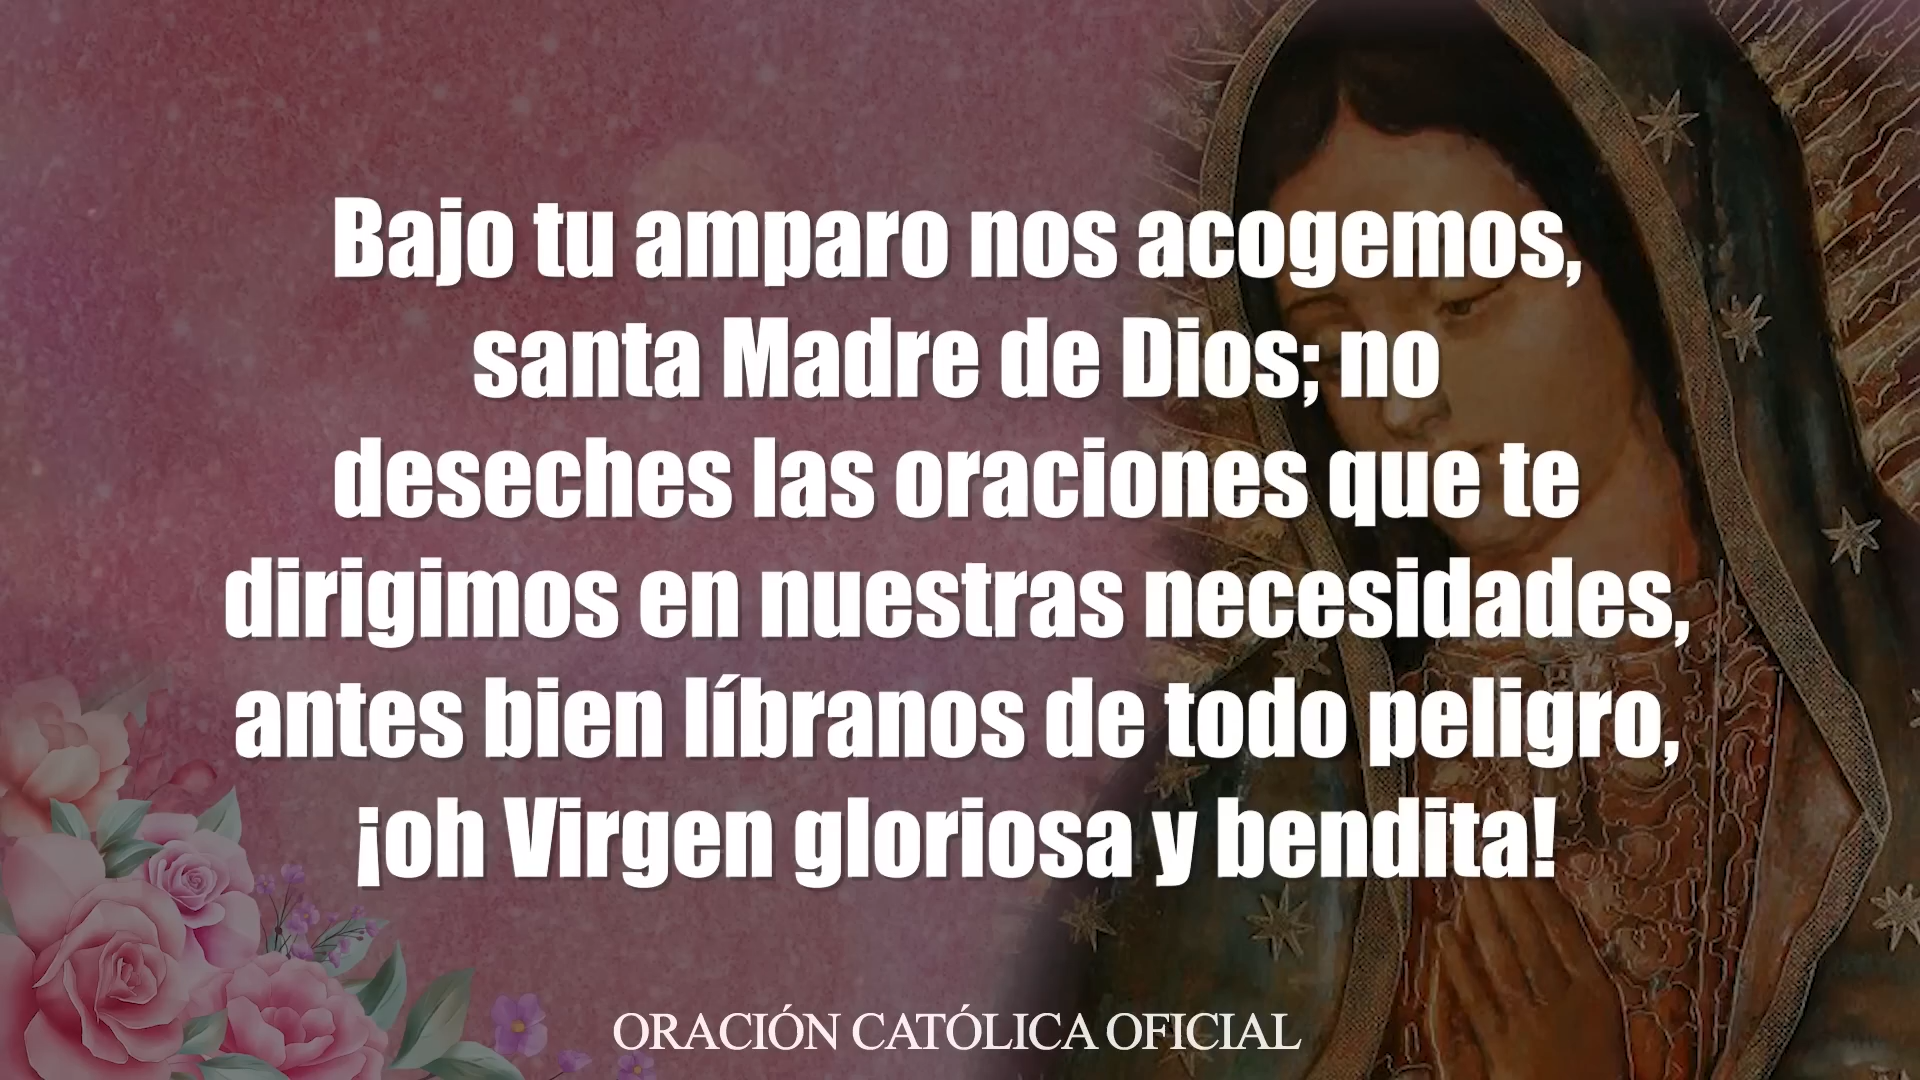 Bajo tu amparo nos acogemos,
santa Madre de Dios; no
deseches las oraciones que te
dirigimos en nuestras necesidades,
antes bien líbranos de todo peligro,
¡oh Virgen gloriosa y bendita!
ORACIÓN CATÓLICA OFICIAL